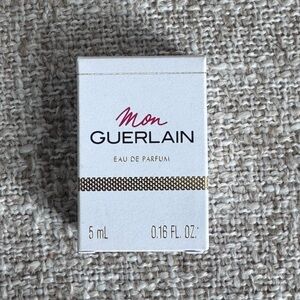 Mon
GUERLAIN
EAU DE PARFUM
5 mL 0.16 FL. OZ.